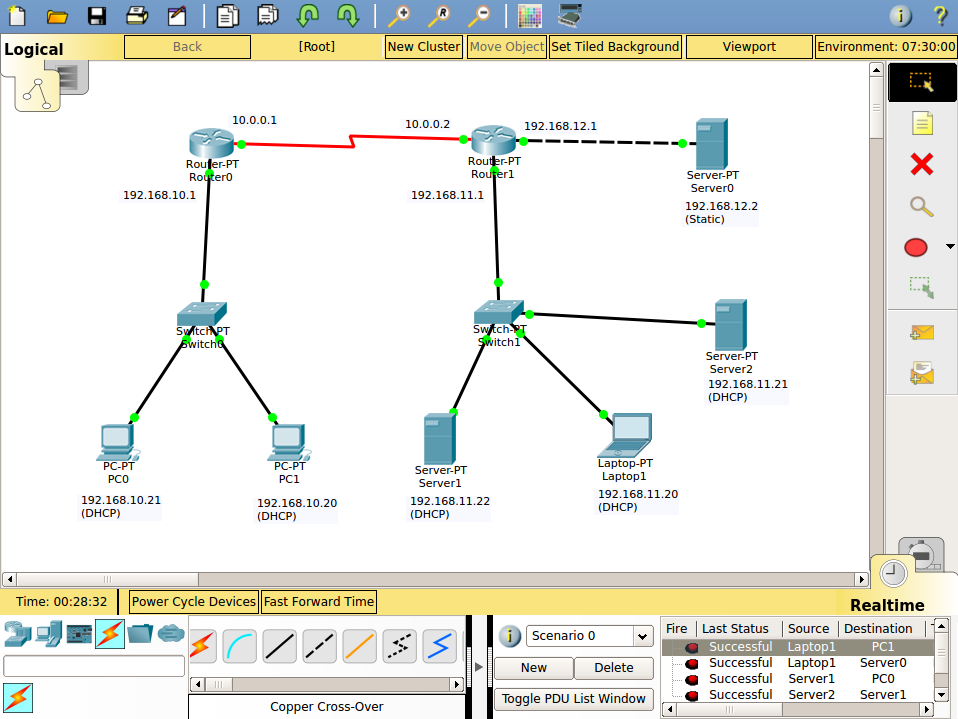 Logical
Back
[Root]
New Cluster
Move Object
Set Tiled Background
Viewport
Environment: 07:30:00
10.0.0.1
10.0.0.2
192.168.12.1
Router-PT
Router0
Router-PT
Router1
Server-PT
Server0
192.168.10.1
192.168.11.1
192.168.12.2
(Static)
Switch-PT
Switch0
Switch-PT
Switch1
Server-PT
Server2
192.168.11.21
(DHCP)
PC-PT
PC0
PC-PT
PC1
Server-PT
Server1
Laptop-PT
Laptop1
192.168.10.21
(DHCP)
192.168.10.20
(DHCP)
192.168.11.22
(DHCP)
192.168.11.20
(DHCP)
Time: 00:28:32
Power Cycle Devices
Fast Forward Time
Realtime
Scenario 0
New
Delete
Toggle PDU List Window
Copper Cross-Over
Fire Last Status Source Destination
Successful Laptop1 PC1
Successful Laptop1 Server0
Successful Server1 PC0
Successful Server2 Server1